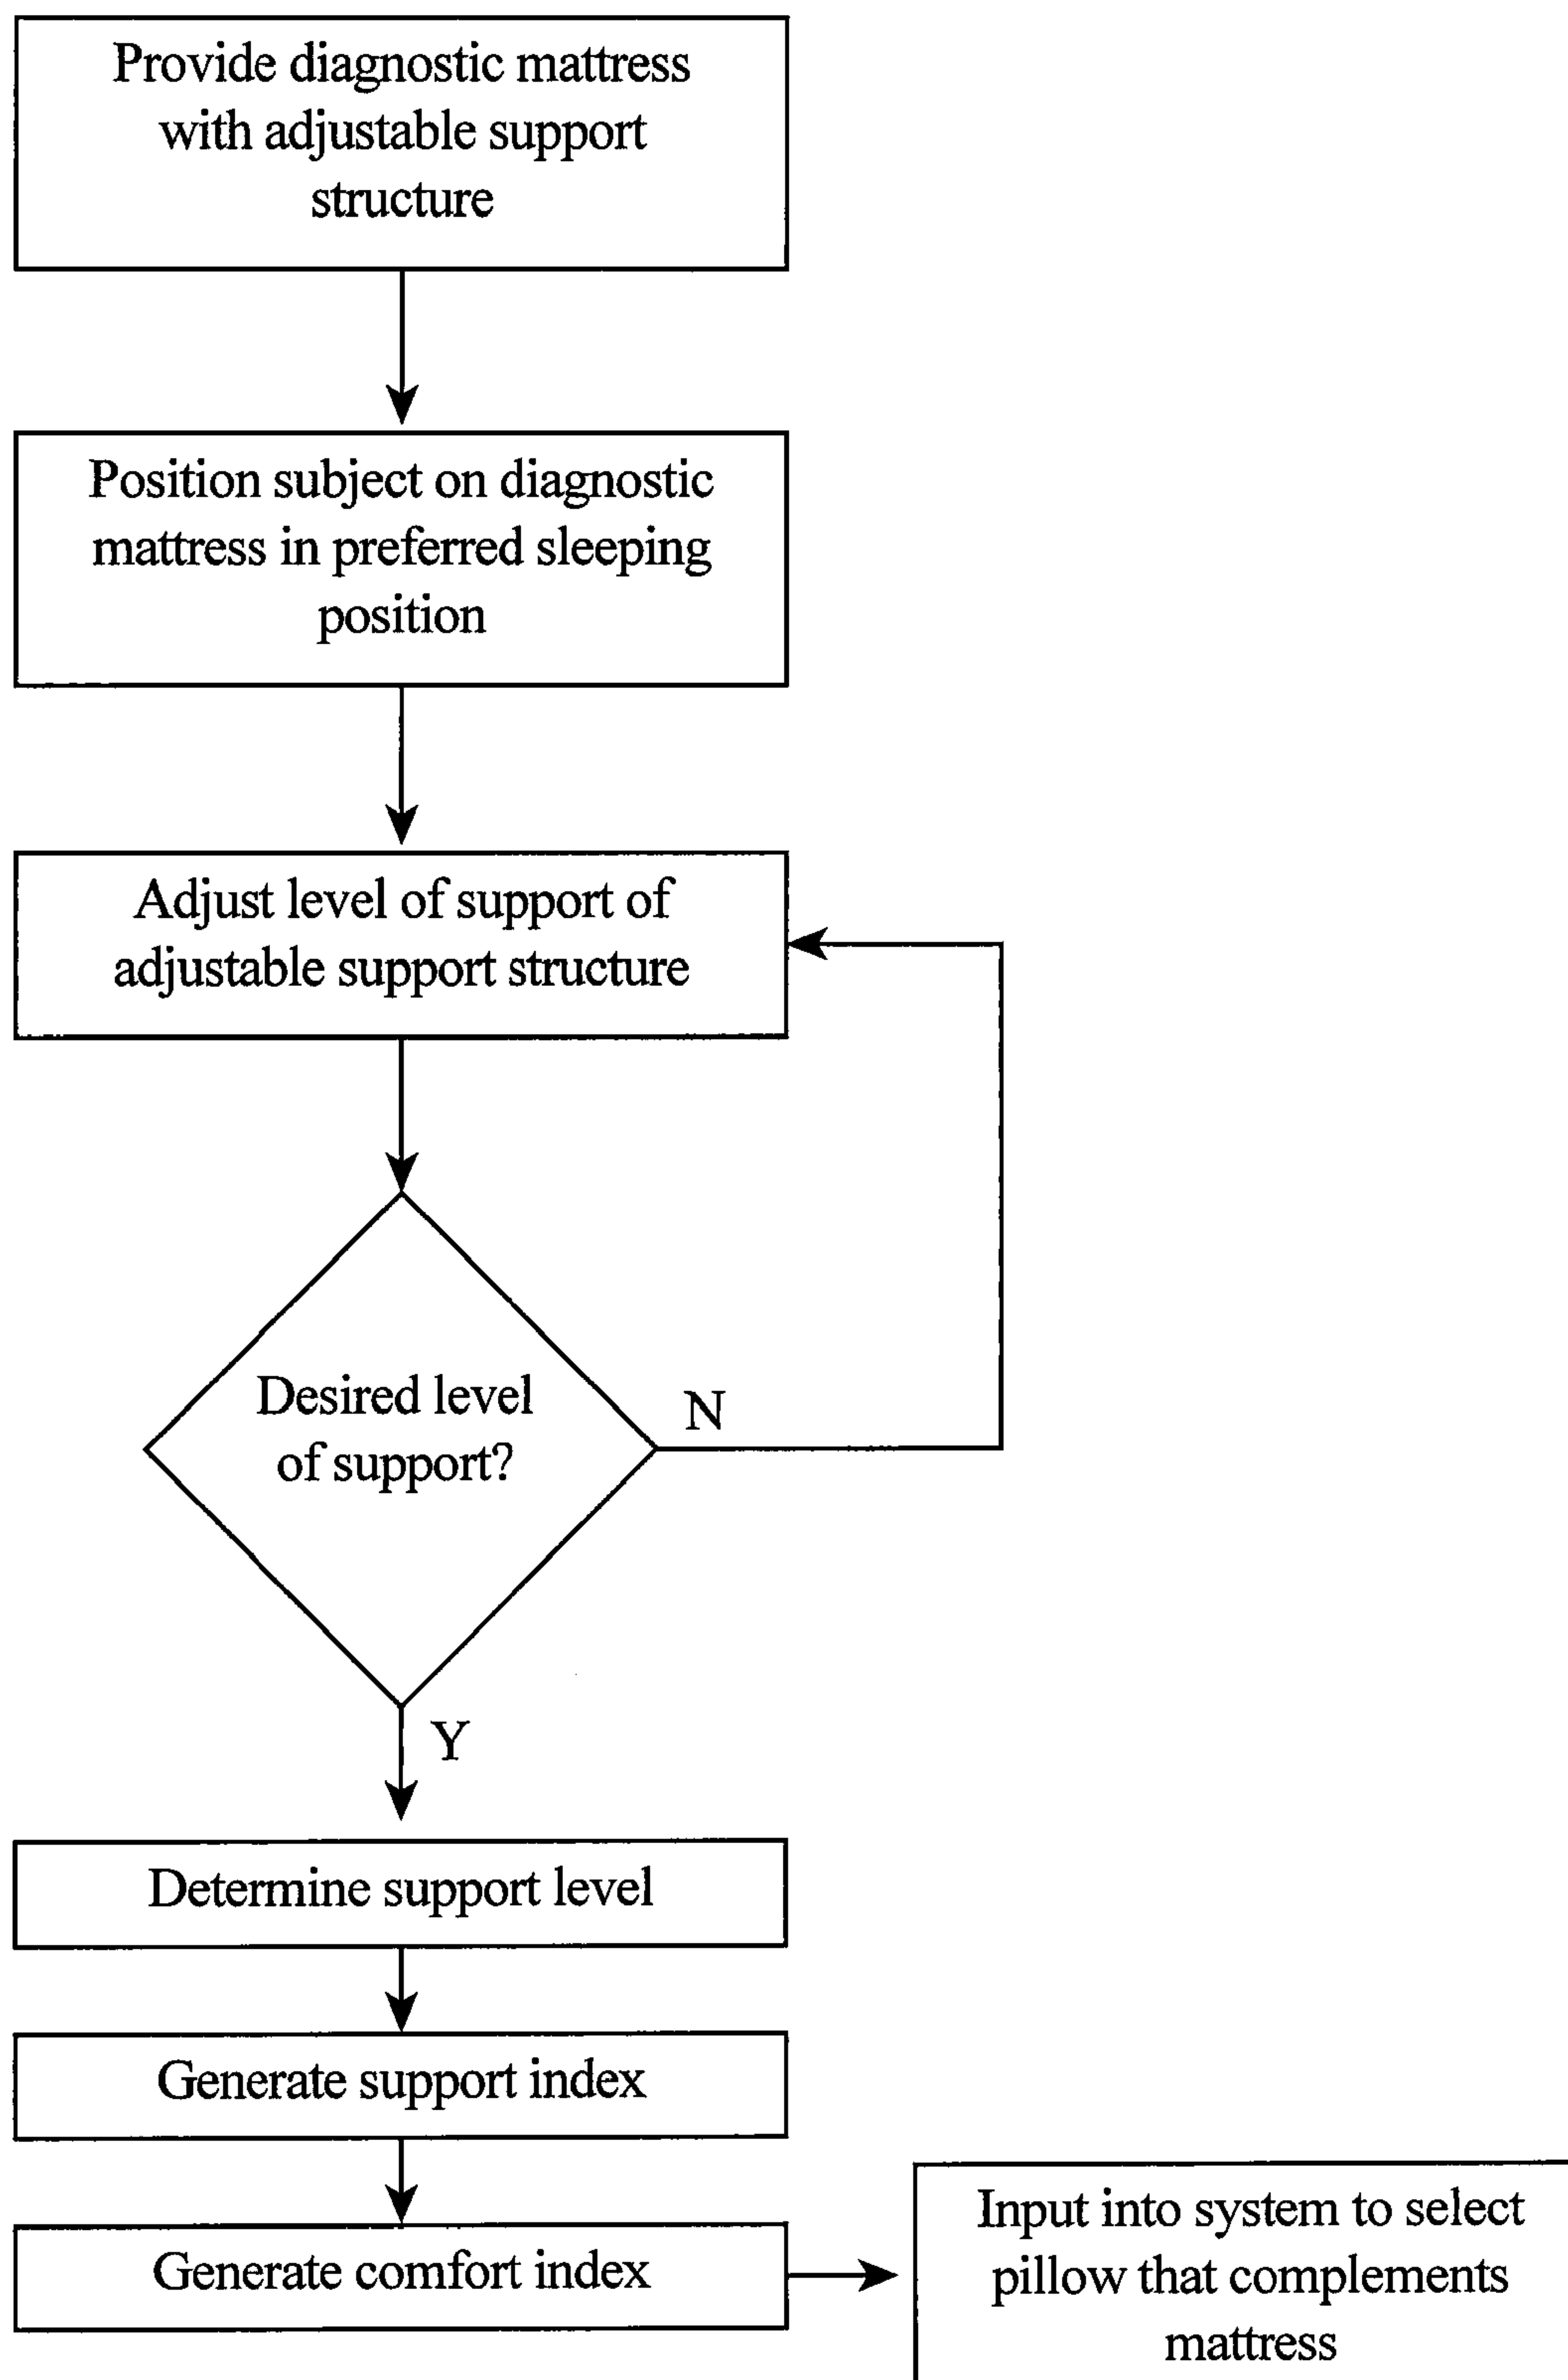 Provide diagnostic mattress
with adjustable support
structure
Position subject on diagnostic
mattress in preferred sleeping
position
Adjust level of support of
adjustable support structure
Desired level
of support?
N
Y
Determine support level
Generate support index
Generate comfort index
Input into system to select
pillow that complements
mattress